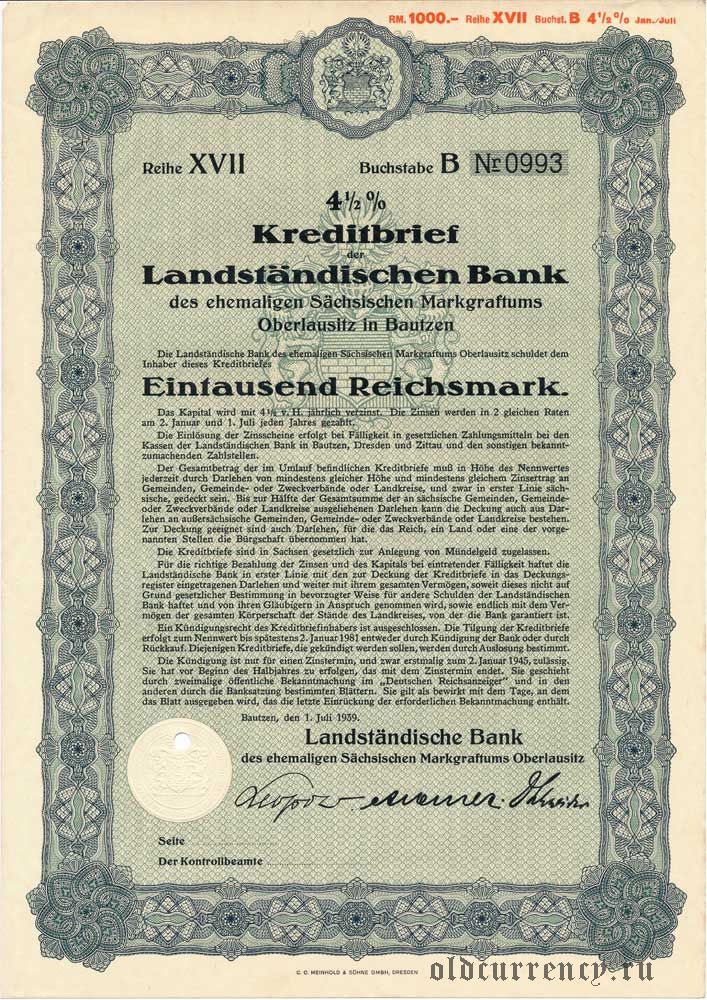 RM. 1000.- Reihe XVII Buchst. B 4½% Jan./Juli
Reihe XVII Buchstabe B Nr 0993
4½%
Kreditbrief
der
Landständischen Bank
des ehemaligen Sächsischen Markgraftums
Oberlausitz in Bautzen
Die Landständische Bank des ehemaligen Sächsischen Markgraftums Oberlausitz schuldet dem
Inhaber dieses Kreditbriefes
Eintausend Reichsmark.
Das Kapital wird mit 4½ v. H. jährlich verzinst. Die Zinsen werden in 2 gleichen Raten
am 2. Januar und 1. Juli jeden Jahres gezahlt.
Die Einlösung der Zinsscheine erfolgt bei Fälligkeit in gesetzlichen Zahlungsmitteln bei den
Kassen der Landständischen Bank in Bautzen, Dresden und Zittau und den sonstigen bekannt-
zumachenden Zahlstellen.
Der Gesamtbetrag der im Umlauf befindlichen Kreditbriefe muß in Höhe des Nennwertes
jederzeit durch Darlehen von mindestens gleicher Höhe und mindestens gleichem Zinsertrag an
Gemeinden, Gemeinde- oder Zweckverbände oder Landkreise, und zwar in erster Linie säch-
sische, gedeckt sein. Bis zur Hälfte der Gesamtsumme der an sächsische Gemeinden, Gemeinde-
oder Zweckverbände oder Landkreise ausgeliehenen Darlehen kann die Deckung auch aus Dar-
lehen an außersächsische Gemeinden, Gemeinde- oder Zweckverbände oder Landkreise bestehen.
Zur Deckung geeignet sind auch Darlehen, für die das Reich, ein Land oder eine der vorge-
nannten Stellen die Bürgschaft übernommen hat.
Die Kreditbriefe sind in Sachsen gesetzlich zur Anlegung von Mündelgeld zugelassen.
Für die richtige Bezahlung der Zinsen und des Kapitals bei eintretender Fälligkeit haftet die
Landständische Bank in erster Linie mit den zur Deckung der Kreditbriefe in das Deckungs-
register eingetragenen Darlehen und weiter mit ihrem gesamten Vermögen, soweit dieses nicht auf
Grund gesetzlicher Bestimmung in bevorzugter Weise für andere Schulden der Landständischen
Bank haftet und von ihren Gläubigern in Anspruch genommen wird, sowie endlich mit dem Ver-
mögen der gesamten Körperschaft der Stände des Landkreises, von der die Bank garantiert ist.
Ein Kündigungsrecht des Kreditbriefinhabers ist ausgeschlossen. Die Tilgung der Kreditbriefe
erfolgt zum Nennwert bis spätestens 2. Januar 1981 entweder durch Kündigung der Bank oder durch
Rückkauf. Diejenigen Kreditbriefe, die gekündigt werden sollen, werden durch Auslosung bestimmt.
Die Kündigung ist nur für einen Zinstermin, und zwar erstmalig zum 2. Januar 1945, zulässig.
Sie hat vor Beginn des Halbjahres zu erfolgen, das mit dem Zinstermin endet. Sie geschieht
durch zweimalige öffentliche Bekanntmachung im „Deutschen Reichsanzeiger" und in den
anderen durch die Banksatzung bestimmten Blättern. Sie gilt als bewirkt mit dem Tage, an dem
das Blatt ausgegeben wird, das die letzte Einrückung der erforderlichen Bekanntmachung enthält.
Bautzen, den 1. Juli 1939.
Landständische Bank
des ehemaligen Sächsischen Markgraftums Oberlausitz
Seite
Der Kontrollbeamte
C. C. MEINHOLD & SÖHNE GMBH, DRESDEN
oldcurrency.ru